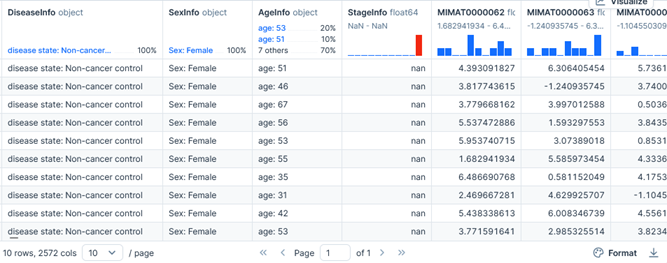 Visualize
DiseaseInfo object SexInfo object AgeInfo object StageInfo float64 MIMAT0000062 flo MIMAT0000063 flo MIMAT0000
age: 53 20% NaN - NaN 1.682941934 - 6.4... -1.240935745 - 6.3... -1.104550309
age: 51 10%
disease state: Non-cancer... 100% Sex: Female 100% 7 others 70%
disease state: Non-cancer control Sex: Female age: 51 nan 4.393091827 6.306405454 5.7361
disease state: Non-cancer control Sex: Female age: 46 nan 3.817743615 -1.240935745 3.7400
disease state: Non-cancer control Sex: Female age: 67 nan 3.779668162 3.997012588 0.5036
disease state: Non-cancer control Sex: Female age: 56 nan 5.537472886 1.593297553 3.8435
disease state: Non-cancer control Sex: Female age: 53 nan 5.953740715 3.07389018 0.8531
disease state: Non-cancer control Sex: Female age: 55 nan 1.682941934 5.585973454 4.3336
disease state: Non-cancer control Sex: Female age: 35 nan 6.486690768 0.581152049 4.1753
disease state: Non-cancer control Sex: Female age: 31 nan 2.469667281 4.629925707 -1.1045
disease state: Non-cancer control Sex: Female age: 42 nan 5.438338613 6.008346739 4.5561
disease state: Non-cancer control Sex: Female age: 53 nan 3.771591641 2.985325514 3.8234
10 rows, 2572 cols 10 / page Page 1 of 1 Format